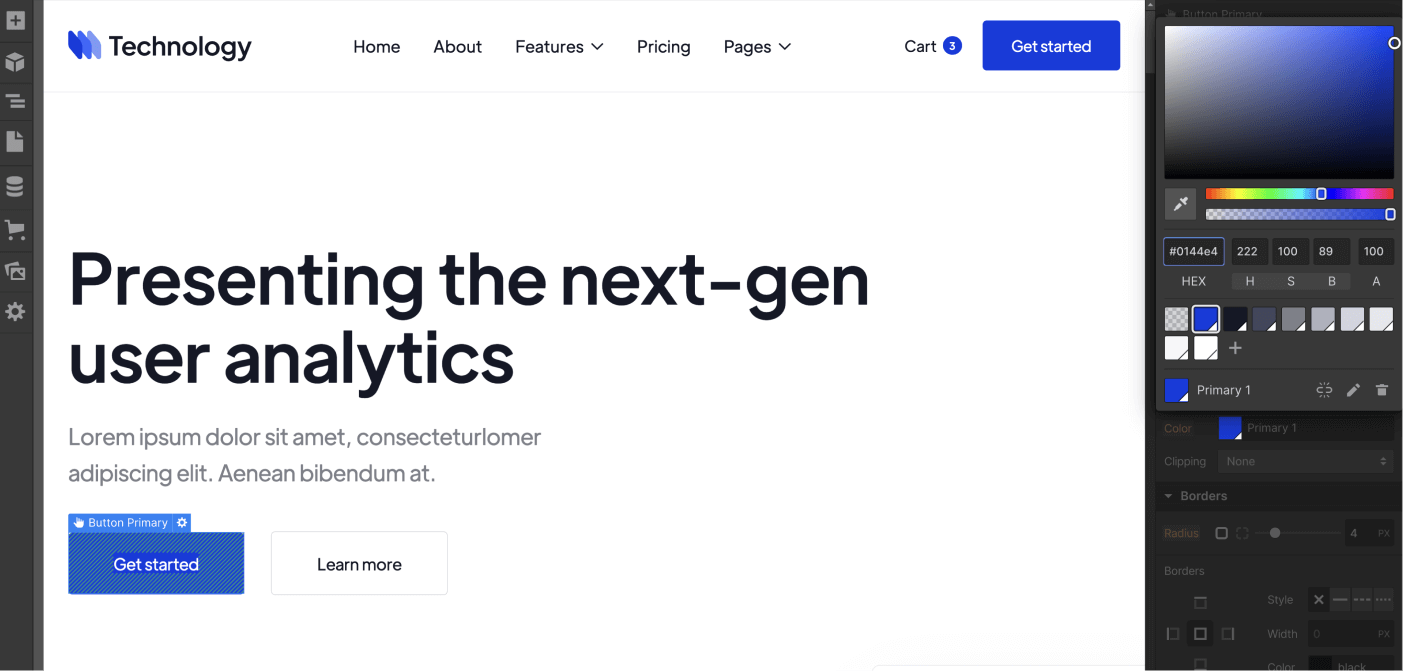 Technology
Home
About
Features
Pricing
Pages
Cart
3
Get started
Presenting the next-gen
user analytics
Lorem ipsum dolor sit amet, consecteturlomer
adipiscing elit. Aenean bibendum at.
Button Primary
Get started
Learn more
Button Primary
#0144e4
222
100
89
100
HEX
H
S
B
A
Primary 1
Color
Primary 1
Clipping
None
Borders
Radius
4
PX
Borders
Style
Width
0
PX
Color
black